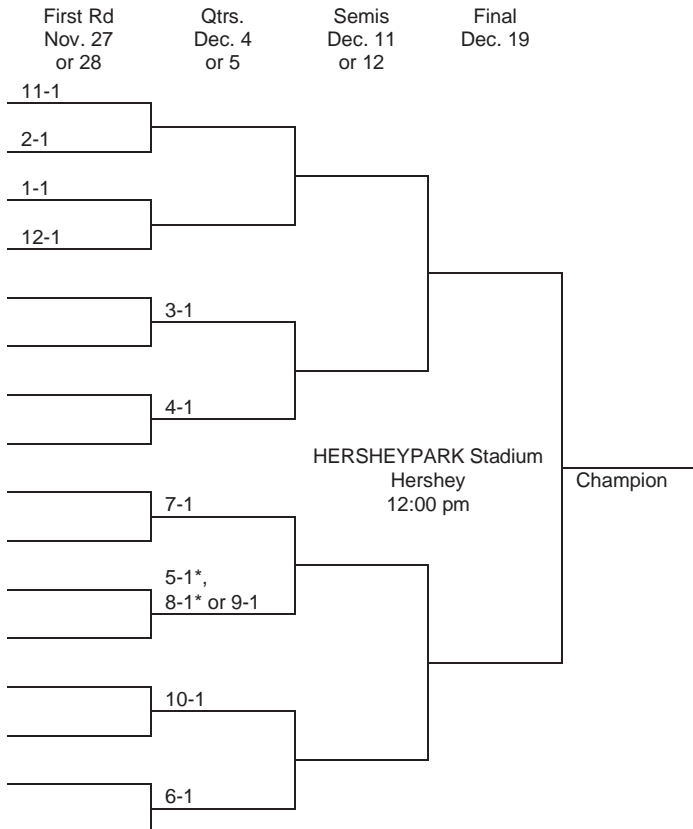 First Rd Qtrs. Semis Final
Nov. 27 Dec. 4 Dec. 11 Dec. 19
or 28 or 5 or 12
11-1
2-1
1-1
12-1
3-1
4-1
HERSHEYPARK Stadium
Hershey
12:00 pm
Champion
7-1
5-1*,
8-1* or 9-1
10-1
6-1